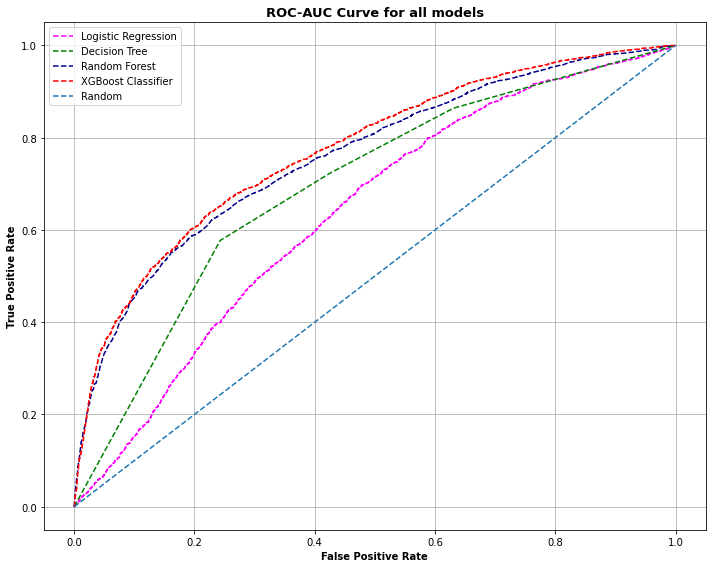 ROC-AUC Curve for all models
Logistic Regression
Decision Tree
Random Forest
XGBoost Classifier
Random
1.0
0.8
0.6
0.4
0.2
0.0
True Positive Rate
0.0 0.2 0.4 0.6 0.8 1.0
False Positive Rate